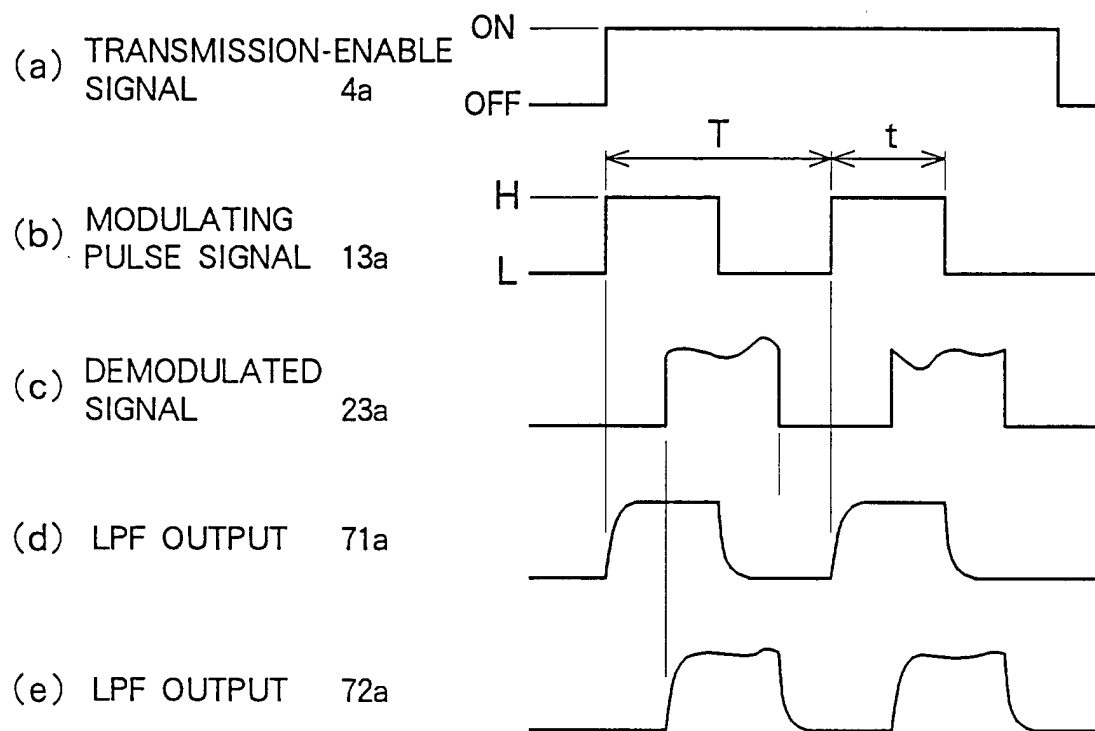 (a) TRANSMISSION-ENABLE
SIGNAL 4a
ON
OFF
T
t
(b) MODULATING
PULSE SIGNAL 13a
H
L
(c) DEMODULATED
SIGNAL 23a
(d) LPF OUTPUT 71a
(e) LPF OUTPUT 72a